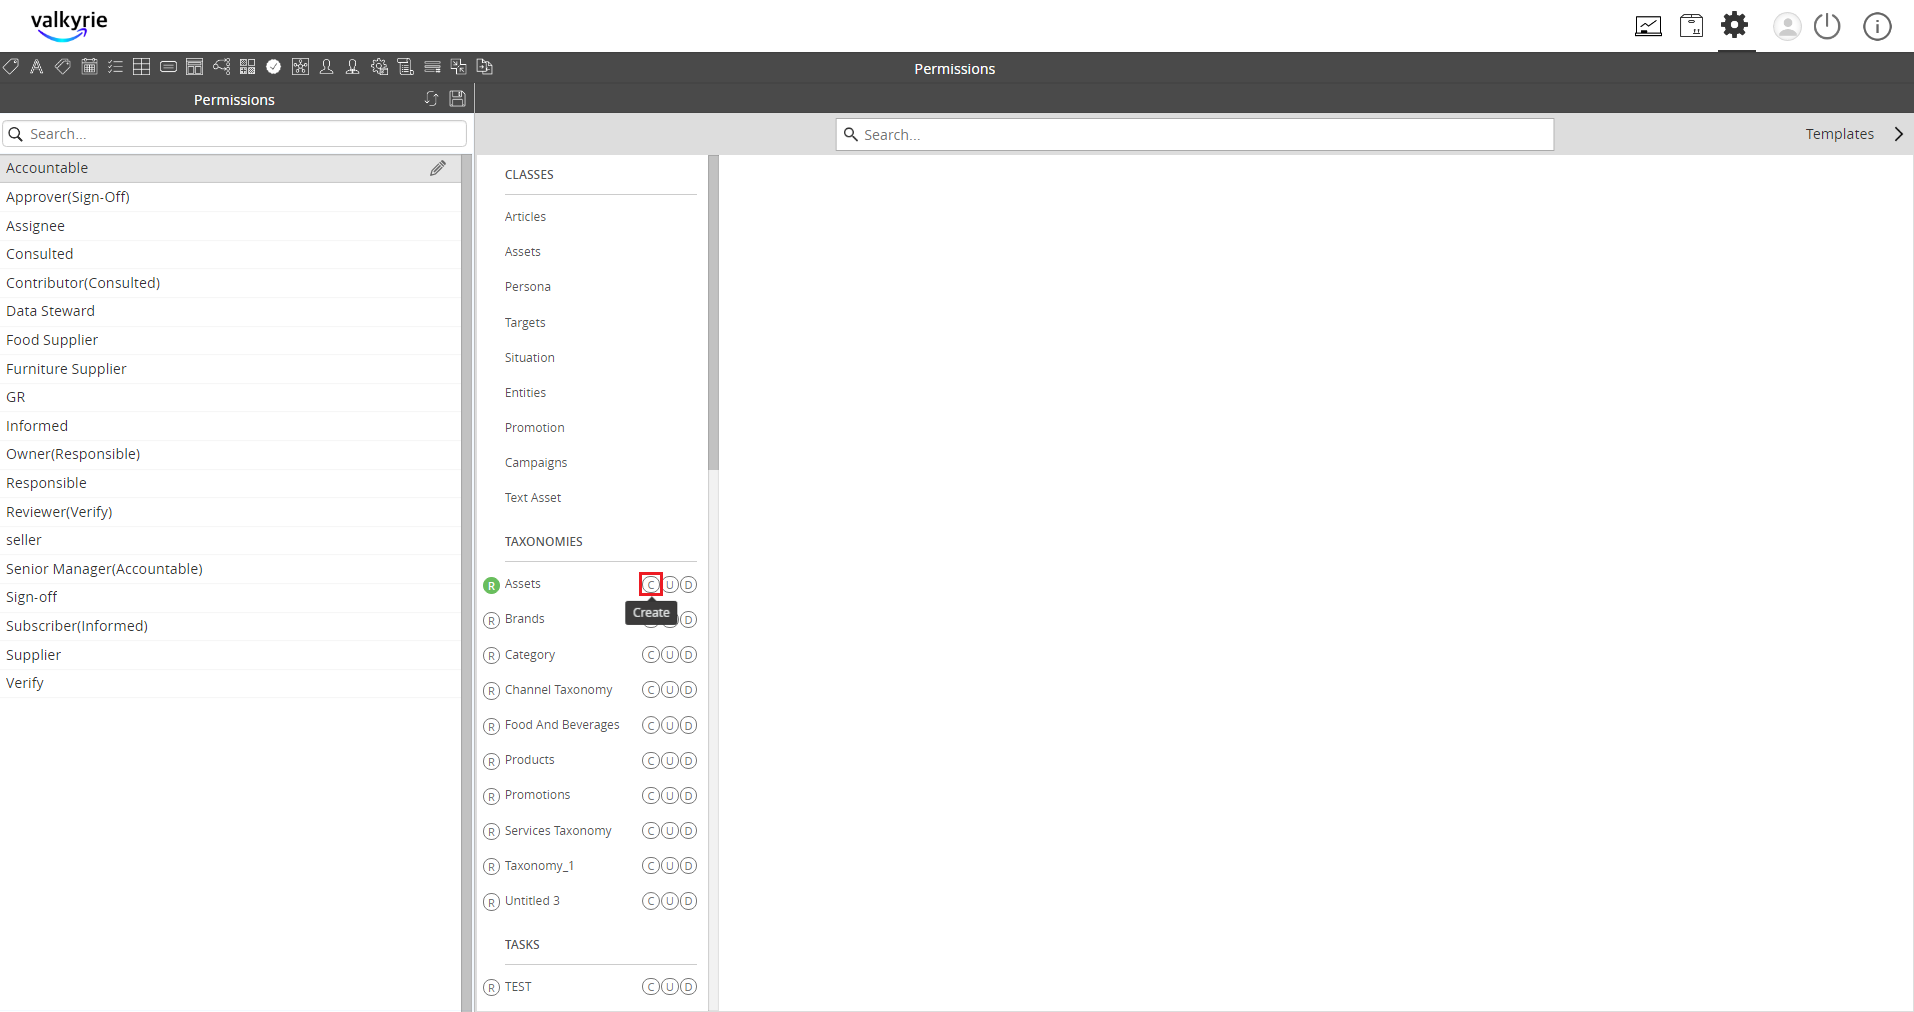 valkyrie
Permissions
Permissions
Search...
Search...
Templates
Accountable
Approver(Sign-Off)
Assignee
Consulted
Contributor(Consulted)
Data Steward
Food Supplier
Furniture Supplier
GR
Informed
Owner(Responsible)
Responsible
Reviewer(Verify)
seller
Senior Manager(Accountable)
Sign-off
Subscriber(Informed)
Supplier
Verify
CLASSES
Articles
Assets
Persona
Targets
Situation
Entities
Promotion
Campaigns
Text Asset
TAXONOMIES
R Assets C U D
Create
R Brands D
R Category C U D
R Channel Taxonomy C U D
R Food And Beverages C U D
R Products C U D
R Promotions C U D
R Services Taxonomy C U D
R Taxonomy_1 C U D
R Untitled 3 C U D
TASKS
R TEST C U D